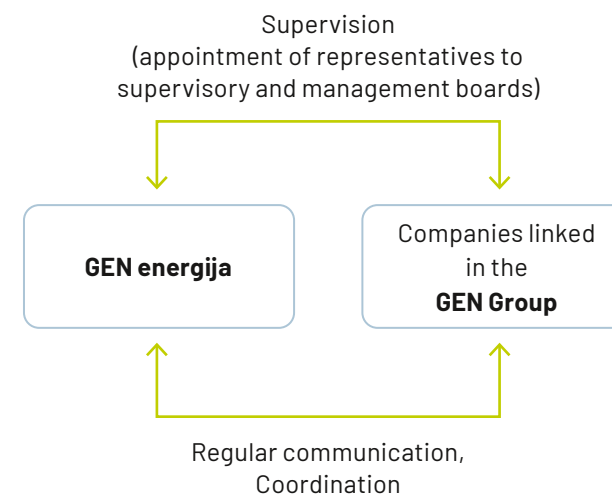 Supervision
(appointment of representatives to
supervisory and management boards)
GEN energija
Companies linked
in the
GEN Group
Regular communication,
Coordination